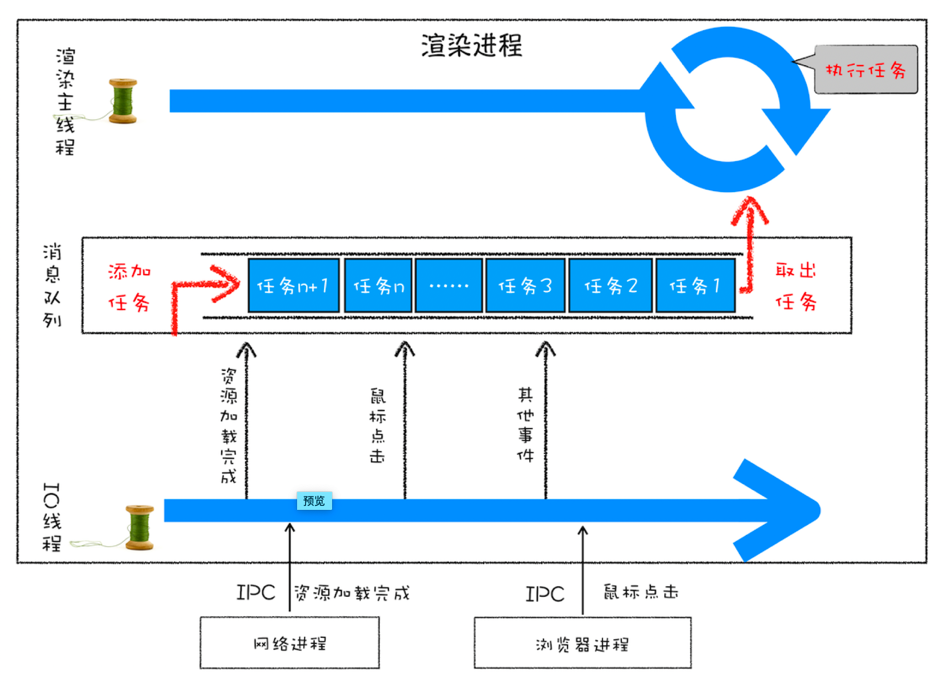 渲染进程
渲染主线程
执行任务
消息队列
添加
任务
任务n+1
任务n
……
任务3
任务2
任务1
取出
任务
资源加载完成
鼠标点击
其他事件
IO线程
预览
IPC
资源加载完成
IPC
鼠标点击
网络进程
浏览器进程